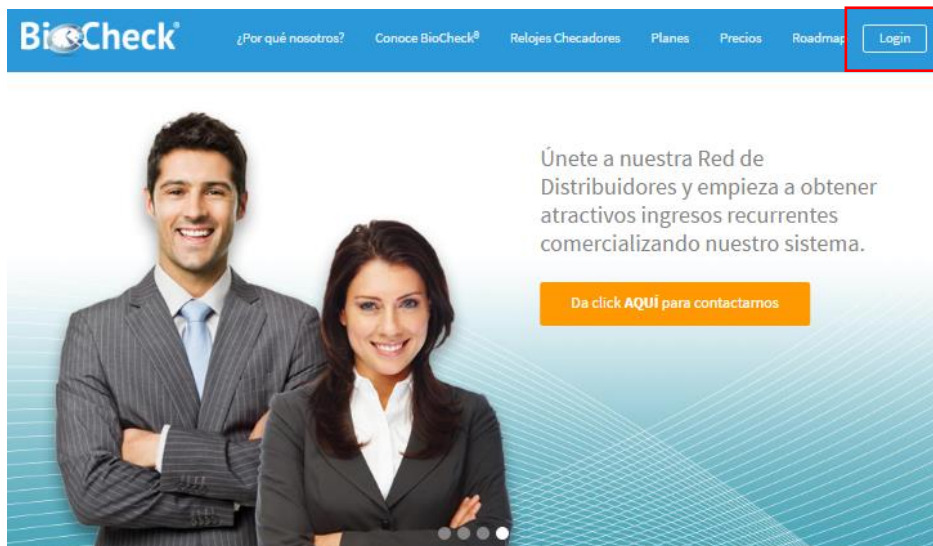 BioCheck®
¿Por qué nosotros? Conoce BioCheck® Relojes Checadores Planes Precios Roadmap Login
Únete a nuestra Red de
Distribuidores y empieza a obtener
atractivos ingresos recurrentes
comercializando nuestro sistema.
Da click AQUÍ para contactarnos